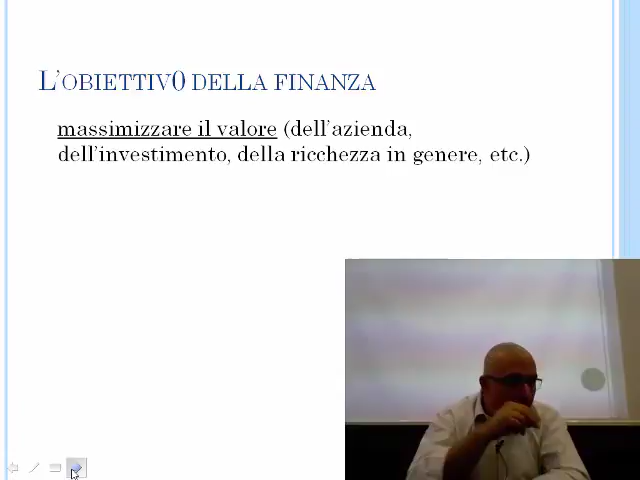 L'OBIETTIV0 DELLA FINANZA
massimizzare il valore (dell'azienda,
dell'investimento, della ricchezza in genere, etc.)